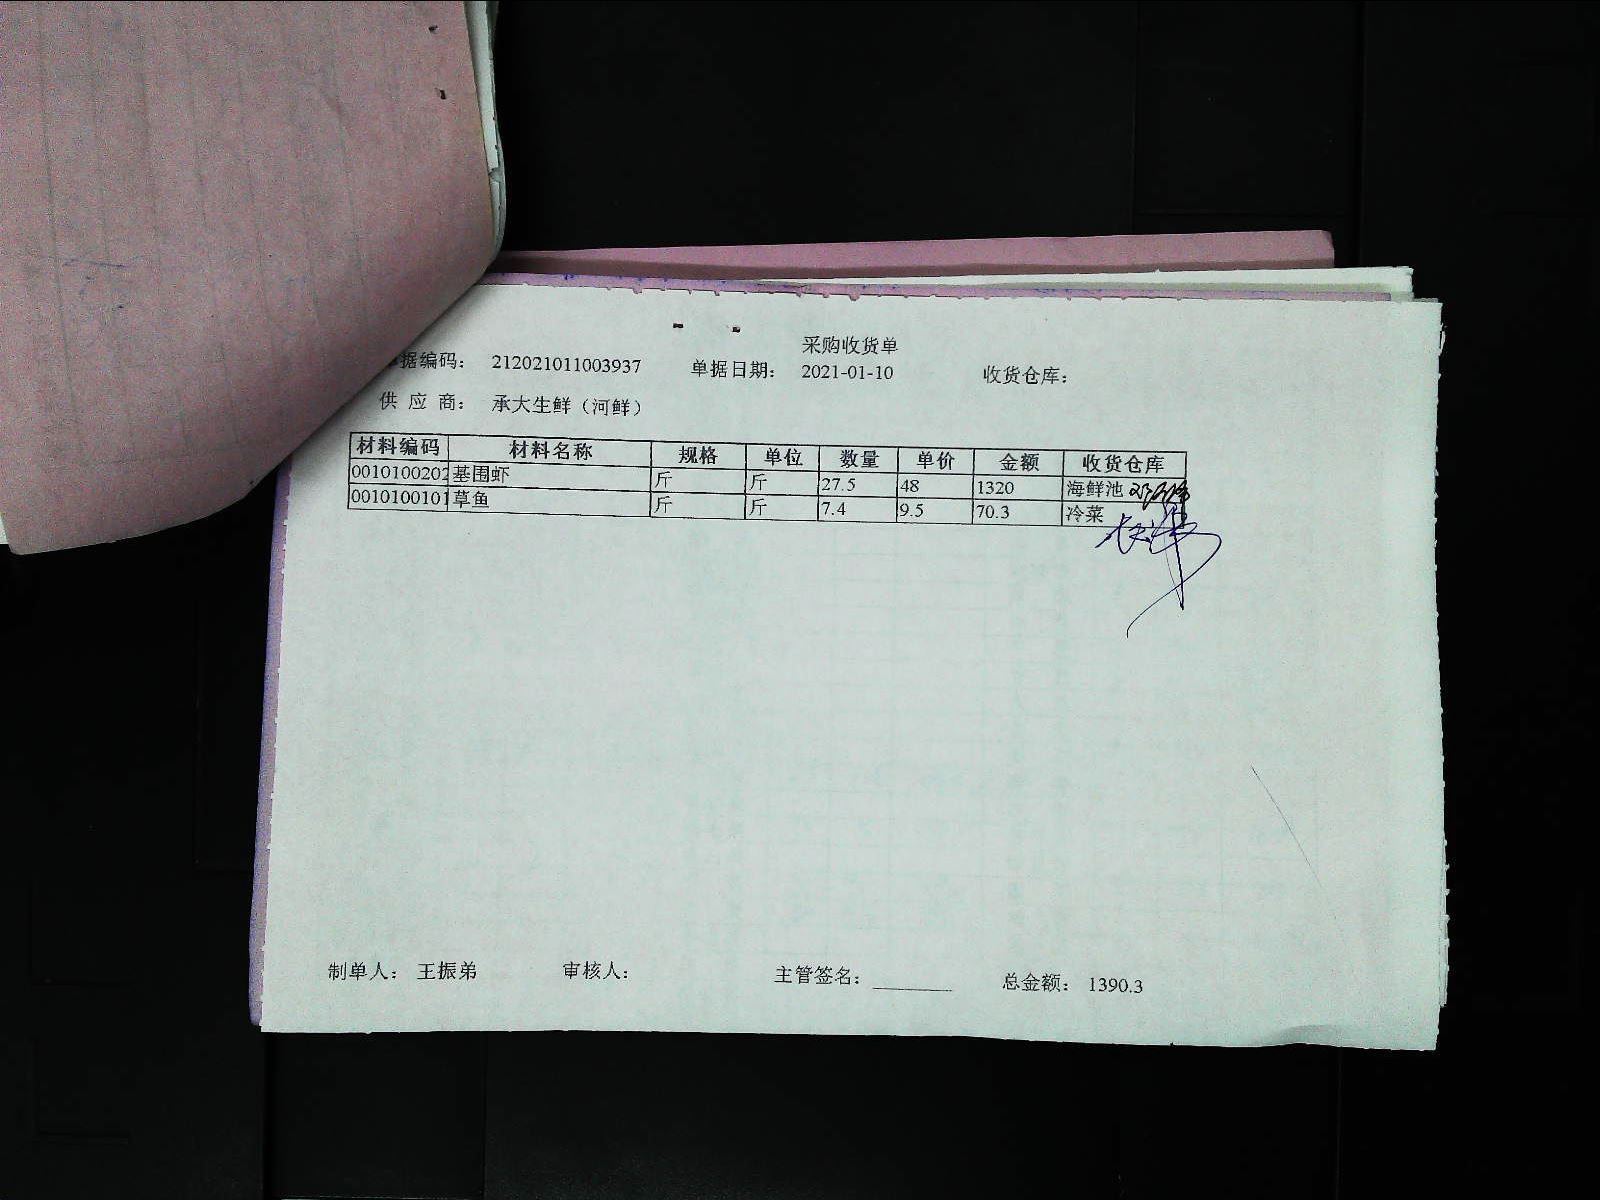 采购收货单
据编码： 212021011003937 单据日期： 2021-01-10 收货仓库：
供 应 商： 承大生鲜（河鲜）
材料编码 材料名称 规格 单位 数量 单价 金额 收货仓库
0010100202 基围虾 斤 斤 27.5 48 1320 海鲜池
0010100101 草鱼 斤 斤 7.4 9.5 70.3 冷菜
制单人： 王振弟 审核人： 主管签名： 总金额： 1390.3